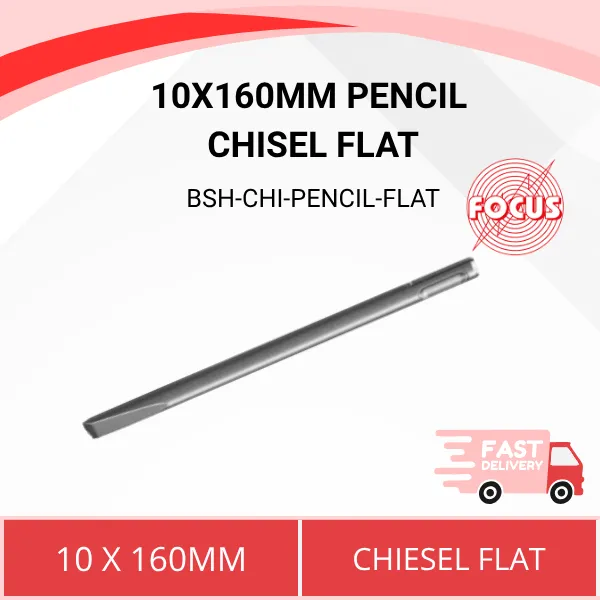 10X160MM PENCIL
CHISEL FLAT
BSH-CHI-PENCIL-FLAT
FOCUS
FAST
DELIVERY
10 X 160MM
CHIESEL FLAT